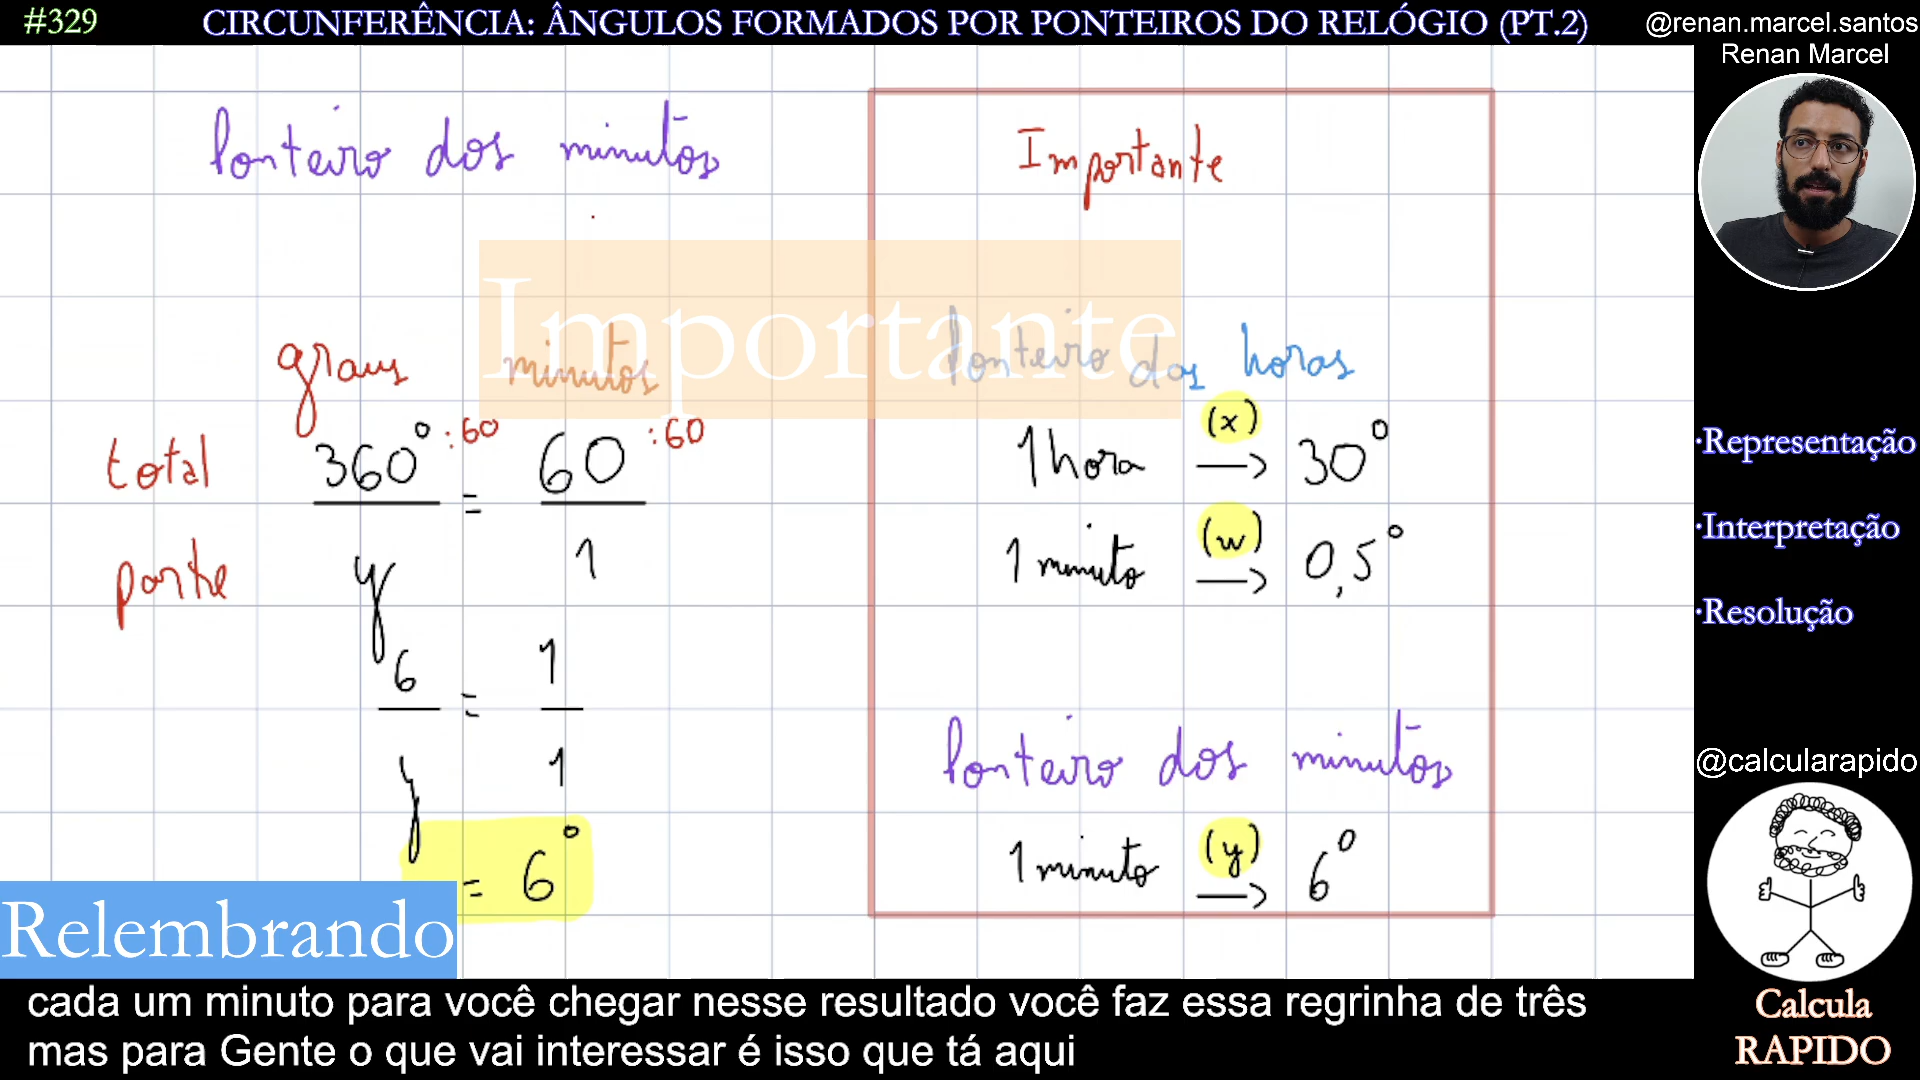 #329
CIRCUNFERÊNCIA: ÂNGULOS FORMADOS POR PONTEIROS DO RELÓGIO (PT.2)
@renan.marcel.santos
Renan Marcel
Ponteiro dos minutos
graus minutos
total 360° :60 = 60 :60
parte y 1
6 = 1
y 1
y = 6°
Importante
Importante
Ponteiro das horas
1 hora (x) → 30°
1 minuto (w) → 0,5°
Ponteiro dos minutos
1 minuto (y) → 6°
·Representação
·Interpretação
·Resolução
@calcularapido
Calcula
RAPIDO
Relembrando
cada um minuto para você chegar nesse resultado você faz essa regrinha de três
mas para Gente o que vai interessar é isso que tá aqui